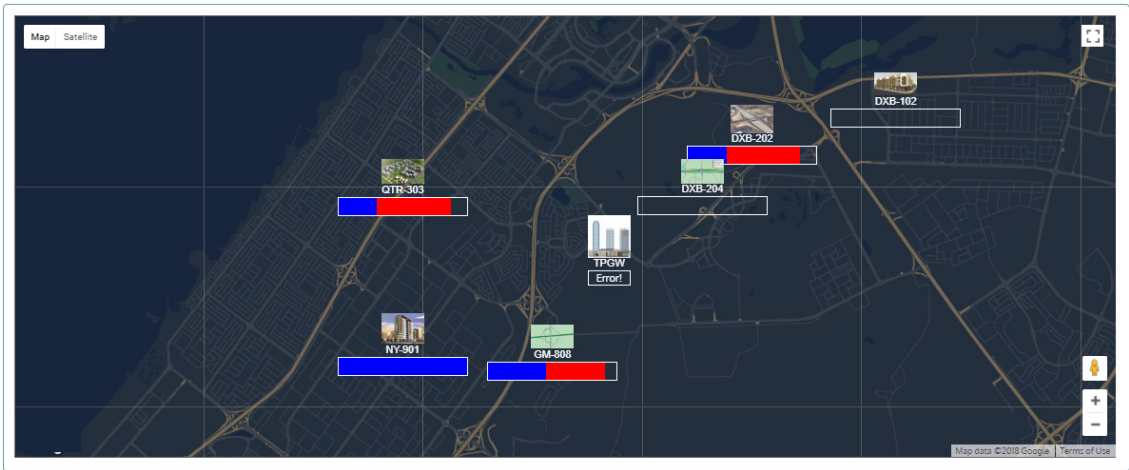 Map Satellite
DXB-102
DXB-202
QTR-303
DXB-204
TPGW
Error!
NY-901
GM-808
+
−
Map data ©2018 Google Terms of Use